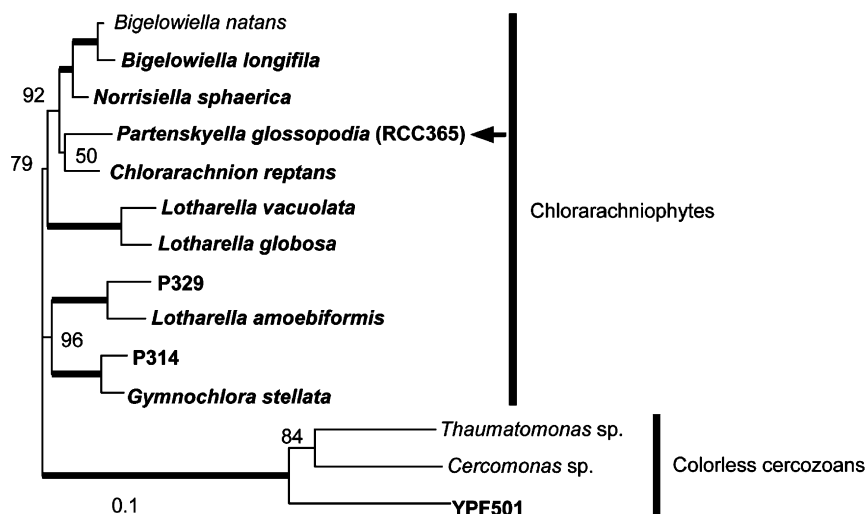 Bigelowiella natans
Bigelowiella longifila
92
Norrisiella sphaerica
Partenskyella glossopodia (RCC365)
50
79
Chlorarachnion reptans
Lotharella vacuolata
Chlorarachniophytes
Lotharella globosa
P329
Lotharella amoebiformis
96
P314
Gymnochlora stellata
84
Thaumatomonas sp.
Cercomonas sp.
Colorless cercozoans
0.1
YPF501